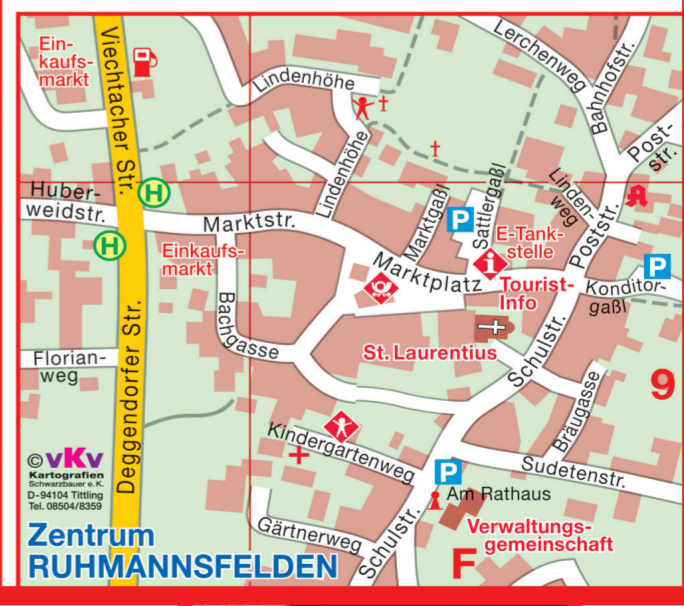 Ein-
kaufs-
markt
Viechtacher Str.
Lindenhöhe
Lerchenweg
Bahnhofstr.
Post-
str.
Huber-
weidstr.
H
Marktstr.
Lindenhöhe
Marktgaßl
P
Sattlergaßl
Linden-
weg
E-Tank-
stelle
Poststr.
H
Einkaufs-
markt
Marktplatz
i
Tourist-
Info
P
Konditor-
gaßl
Bachgasse
St. Laurentius
Schulstr.
Florian-
weg
Deggendorfer Str.
9
Bräugasse
Kindergartenweg
P
Sudetenstr.
Am Rathaus
© vKv
Kartografien
Schwarzbauer e.K.
D-94104 Tittling
Tel. 08504/8359
Gärtnerweg
Schulstr.
Verwaltungs-
gemeinschaft
Zentrum
RUHMANNSFELDEN
F